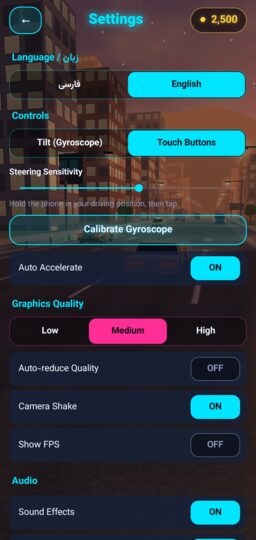 ←
Settings
2,500
Language / زبان
فارسی
English
Controls
Tilt (Gyroscope)
Touch Buttons
Steering Sensitivity
Hold the phone in your driving position, then tap
Calibrate Gyroscope
Auto Accelerate
ON
Graphics Quality
Low
Medium
High
Auto-reduce Quality
OFF
Camera Shake
ON
Show FPS
OFF
Audio
Sound Effects
ON